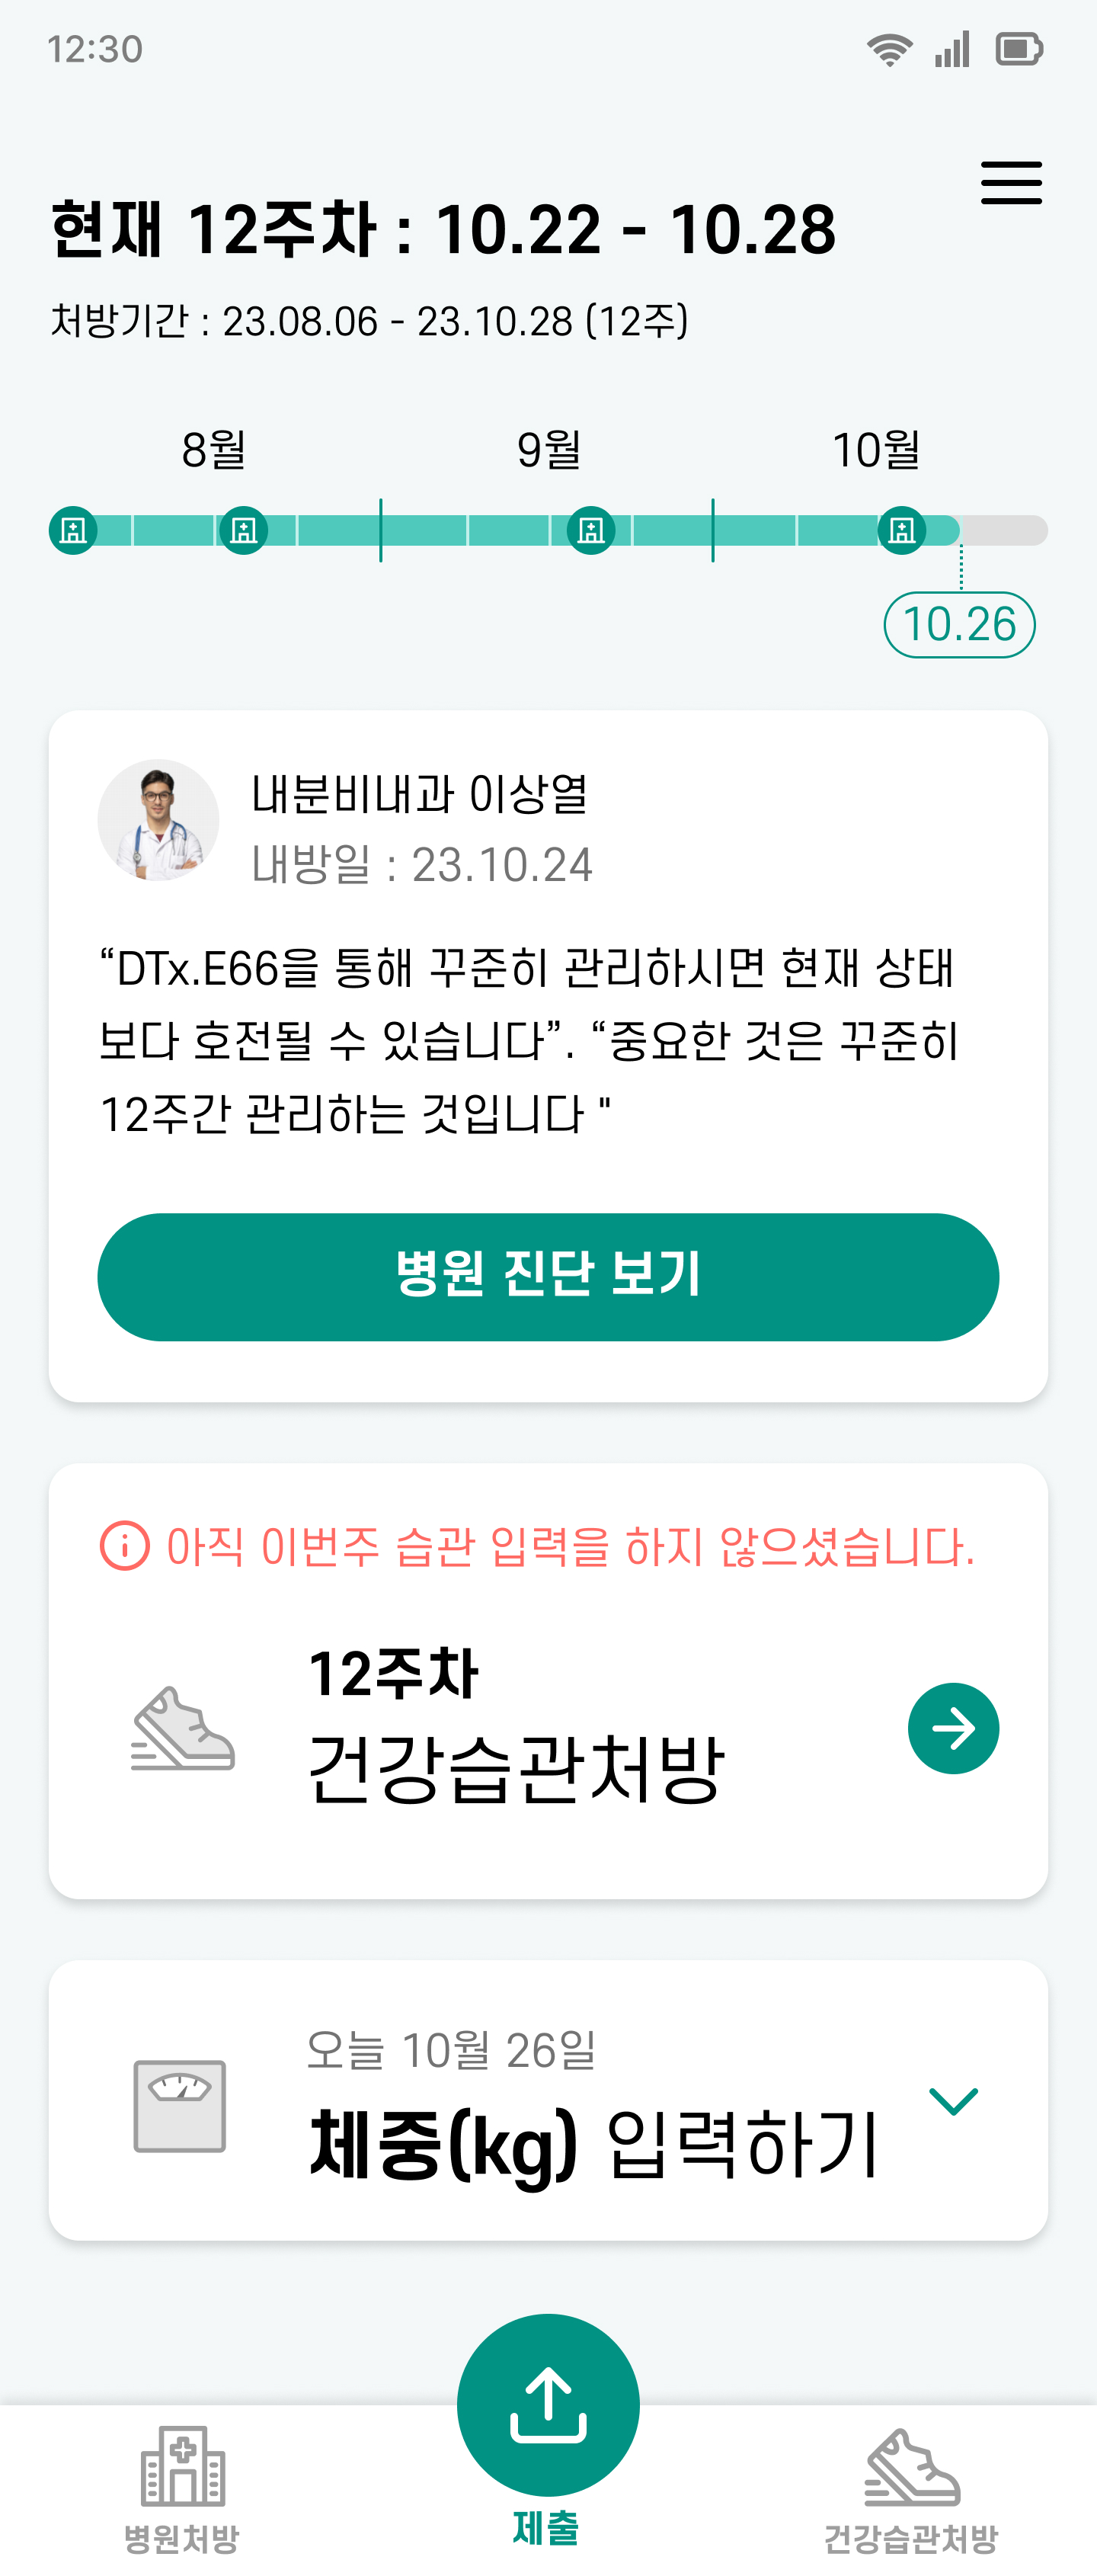 12:30
현재 12주차 : 10.22 - 10.28
처방기간 : 23.08.06 - 23.10.28 (12주)
8월 9월 10월
10.26
내분비내과 이상열
내방일 : 23.10.24
“DTx.E66을 통해 꾸준히 관리하시면 현재 상태
보다 호전될 수 있습니다”. “중요한 것은 꾸준히
12주간 관리하는 것입니다 "
병원 진단 보기
아직 이번주 습관 입력을 하지 않으셨습니다.
12주차
건강습관처방
오늘 10월 26일
체중(kg) 입력하기
병원처방 제출 건강습관처방